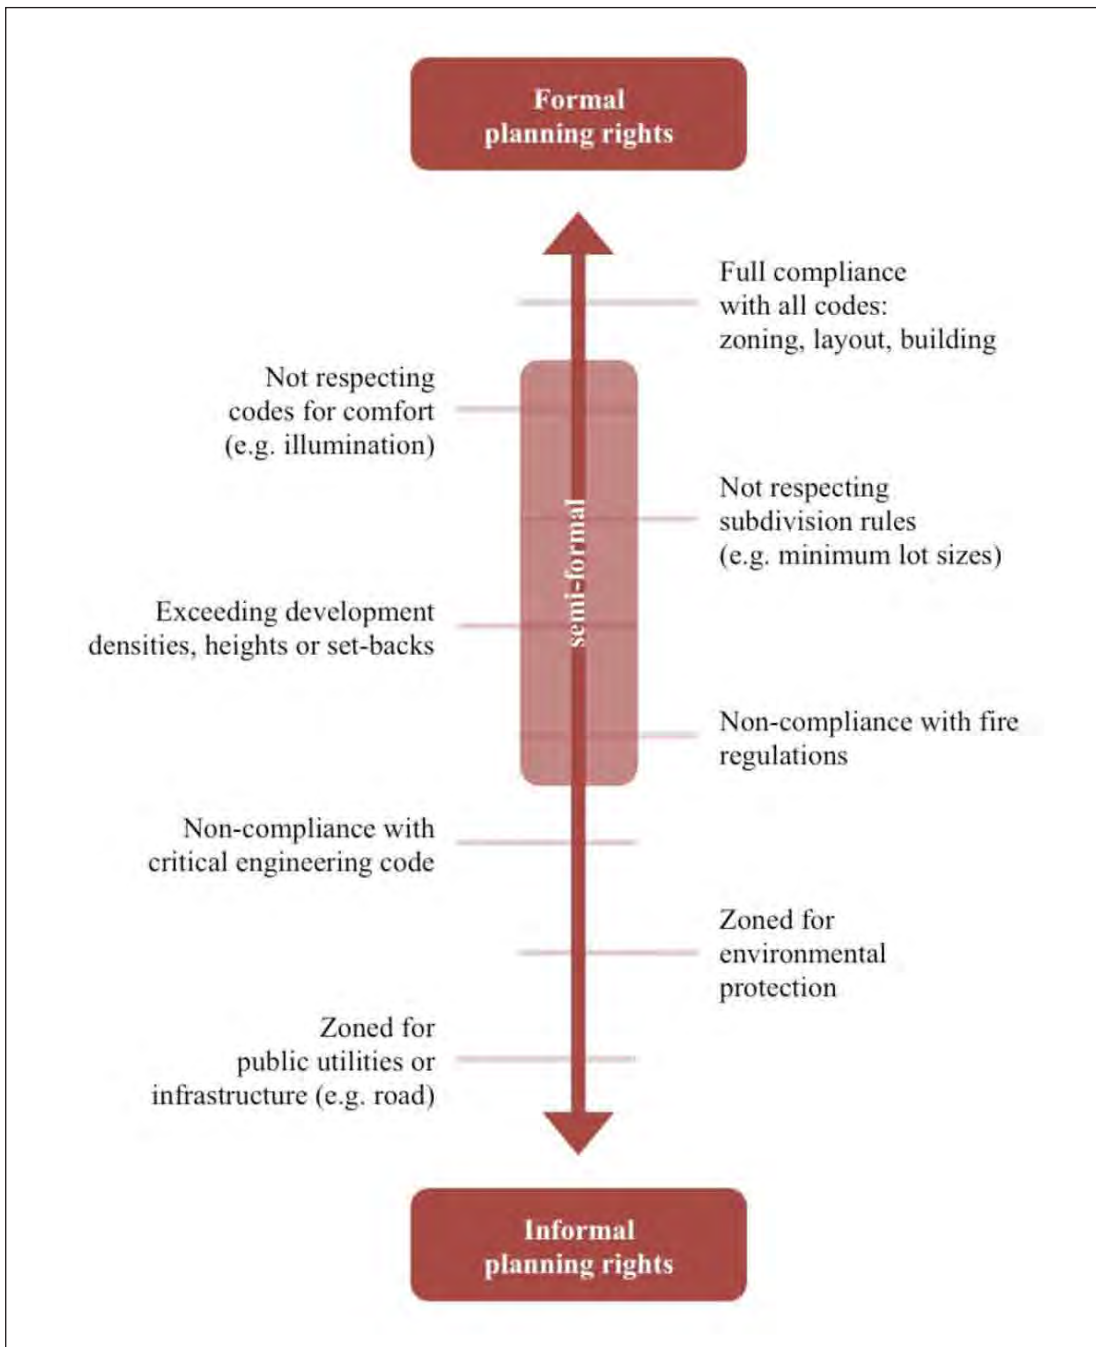 Formal
planning rights
Full compliance
with all codes:
zoning, layout, building
Not respecting
codes for comfort
(e.g. illumination)
Not respecting
subdivision rules
(e.g. minimum lot sizes)
semi-formal
Exceeding development
densities, heights or set-backs
Non-compliance with fire
regulations
Non-compliance with
critical engineering code
Zoned for
environmental
protection
Zoned for
public utilities or
infrastructure (e.g. road)
Informal
planning rights